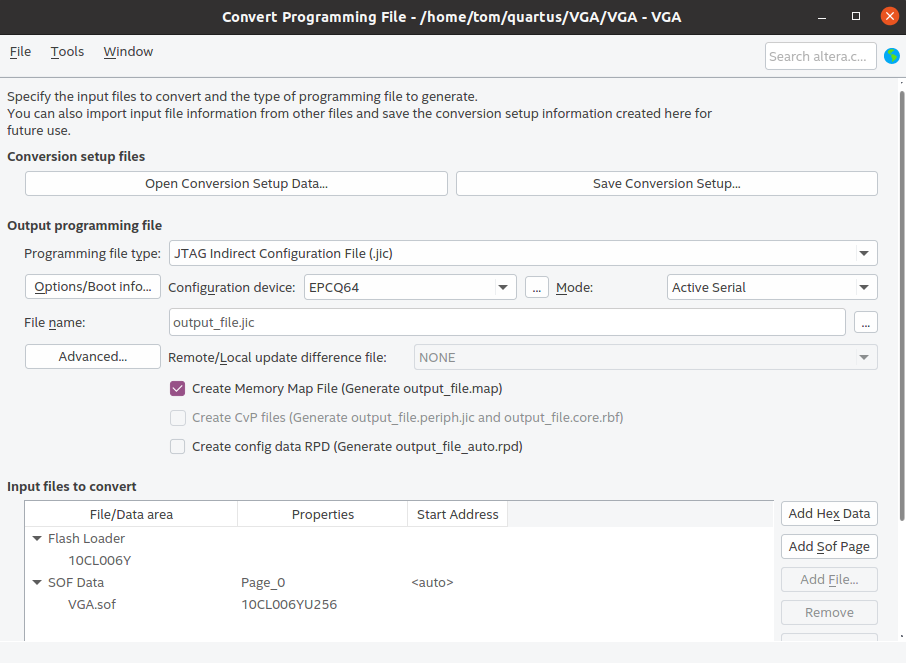 Convert Programming File - /home/tom/quartus/VGA/VGA - VGA
File Tools Window
Search altera.c...
Specify the input files to convert and the type of programming file to generate.
You can also import input file information from other files and save the conversion setup information created here for
future use.
Conversion setup files
Open Conversion Setup Data... Save Conversion Setup...
Output programming file
Programming file type: JTAG Indirect Configuration File (.jic)
Options/Boot info... Configuration device: EPCQ64 ... Mode: Active Serial
File name: output_file.jic ...
Advanced... Remote/Local update difference file: NONE
Create Memory Map File (Generate output_file.map)
Create CvP files (Generate output_file.periph.jic and output_file.core.rbf)
Create config data RPD (Generate output_file_auto.rpd)
Input files to convert
File/Data area Properties Start Address Add Hex Data
Flash Loader
Add Sof Page
10CL006Y
SOF Data Page_0 <auto> Add File...
VGA.sof 10CL006YU256 Remove